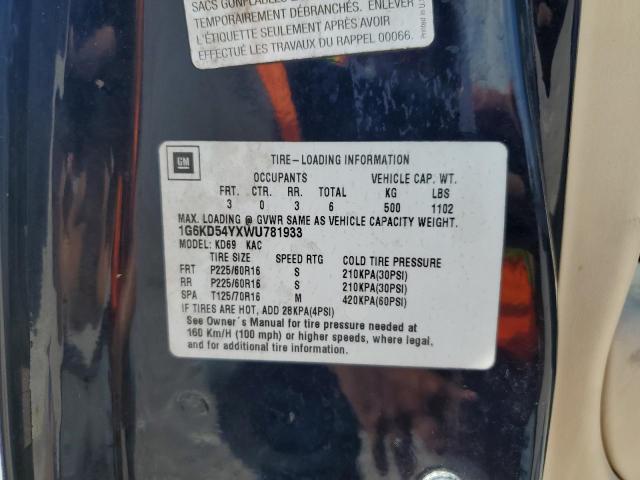 SACS GONFLABLES
TEMPORAIREMENT DÉBRANCHÉS. ENLEVER
L'ÉTIQUETTE SEULEMENT APRÈS AVOIR
EFFECTUÉ LES TRAVAUX DU RAPPEL 00066.
Printed in U.S.
GM
TIRE-LOADING INFORMATION
OCCUPANTS VEHICLE CAP. WT.
FRT. CTR. RR. TOTAL KG LBS
3 0 3 6 500 1102
MAX. LOADING @ GVWR SAME AS VEHICLE CAPACITY WEIGHT.
1G6KD54YXWU781933
MODEL: KD69 KAC
TIRE SIZE SPEED RTG COLD TIRE PRESSURE
FRT P225/60R16 S 210KPA(30PSI)
RR P225/60R16 S 210KPA(30PSI)
SPA T125/70R16 M 420KPA(60PSI)
IF TIRES ARE HOT, ADD 28KPA(4PSI)
See Owner's Manual for tire pressure needed at
160 Km/H (100 mph) or higher speeds, where legal,
and for additional tire information.